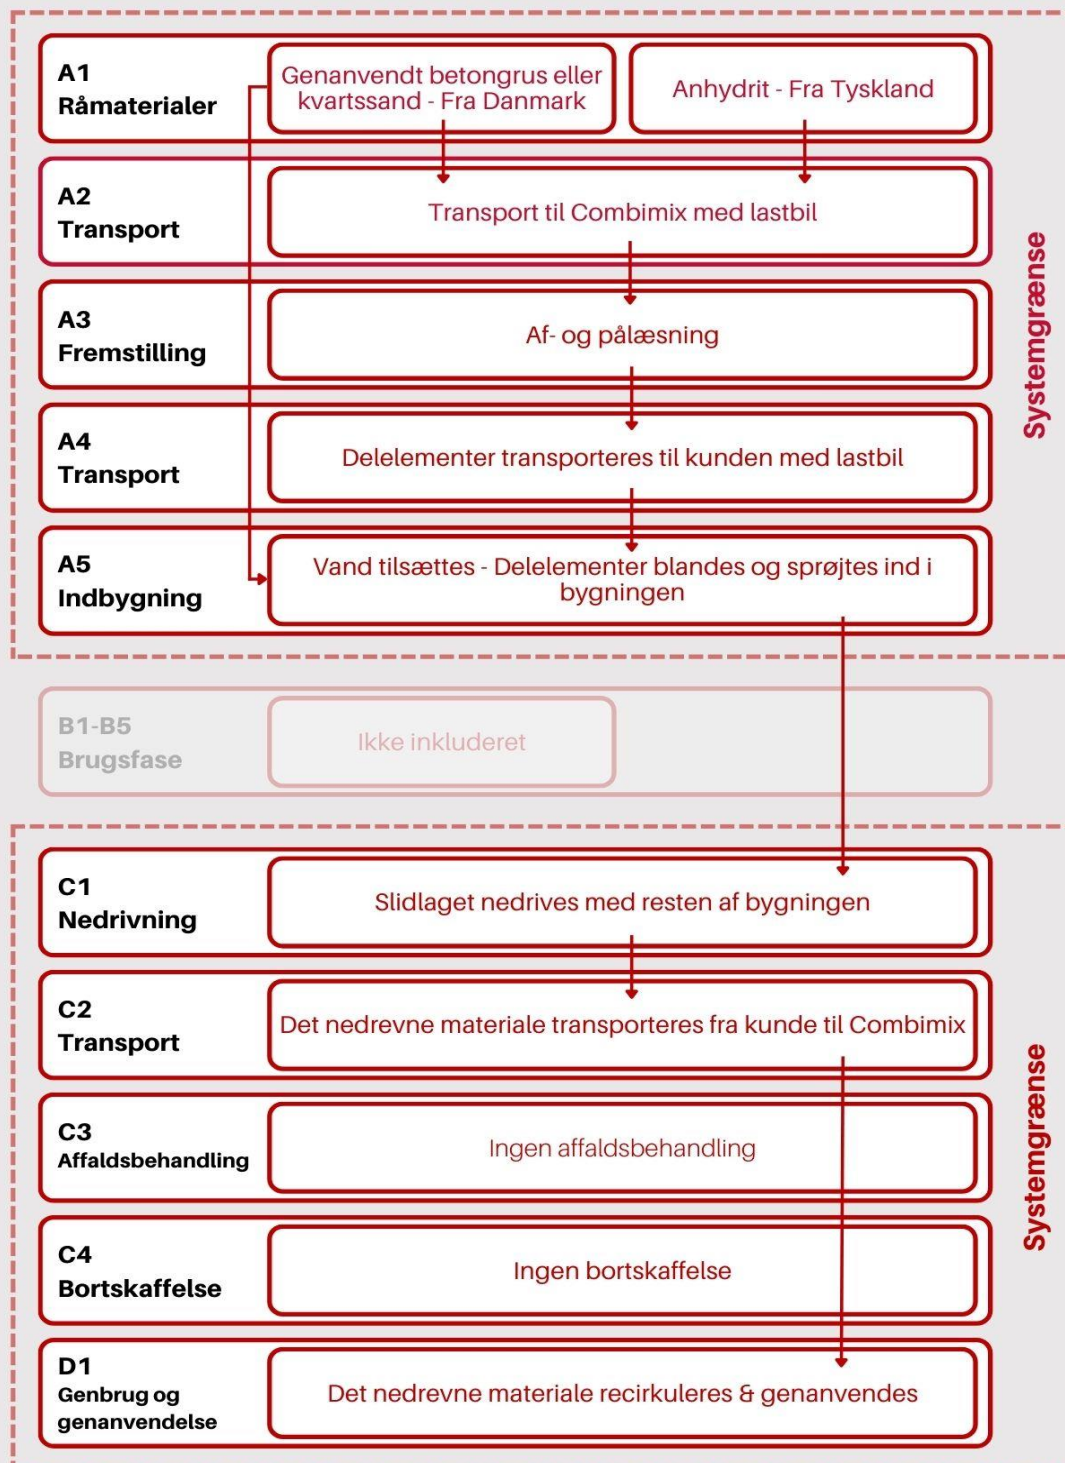 A1
Råmaterialer
Genanvendt betongrus eller
kvartssand - Fra Danmark
Anhydrit - Fra Tyskland
A2
Transport
Transport til Combimix med lastbil
A3
Fremstilling
Af- og pålæsning
A4
Transport
Delelementer transporteres til kunden med lastbil
A5
Indbygning
Vand tilsættes - Delelementer blandes og sprøjtes ind i
bygningen
Systemgrænse
B1-B5
Brugsfase
Ikke inkluderet
C1
Nedrivning
Slidlaget nedrives med resten af bygningen
C2
Transport
Det nedrevne materiale transporteres fra kunde til Combimix
C3
Affaldsbehandling
Ingen affaldsbehandling
C4
Bortskaffelse
Ingen bortskaffelse
D1
Genbrug og
genanvendelse
Det nedrevne materiale recirkuleres & genanvendes
Systemgrænse